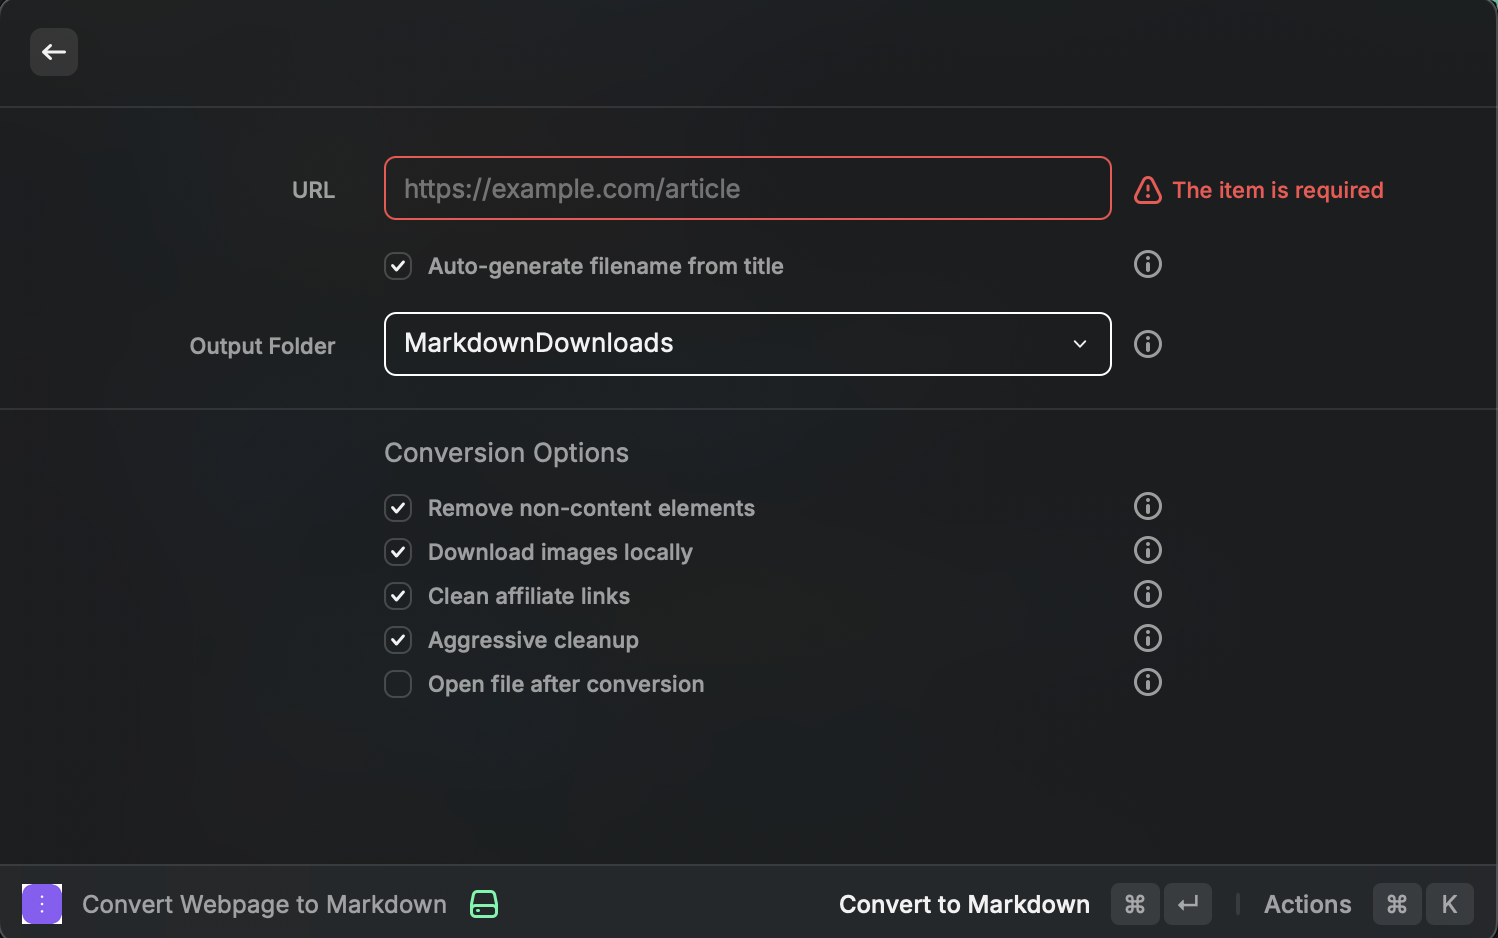 URL
https://example.com/article
The item is required
Auto-generate filename from title
Output Folder
MarkdownDownloads
Conversion Options
Remove non-content elements
Download images locally
Clean affiliate links
Aggressive cleanup
Open file after conversion
Convert Webpage to Markdown
Convert to Markdown ⌘ ↵
Actions ⌘ K